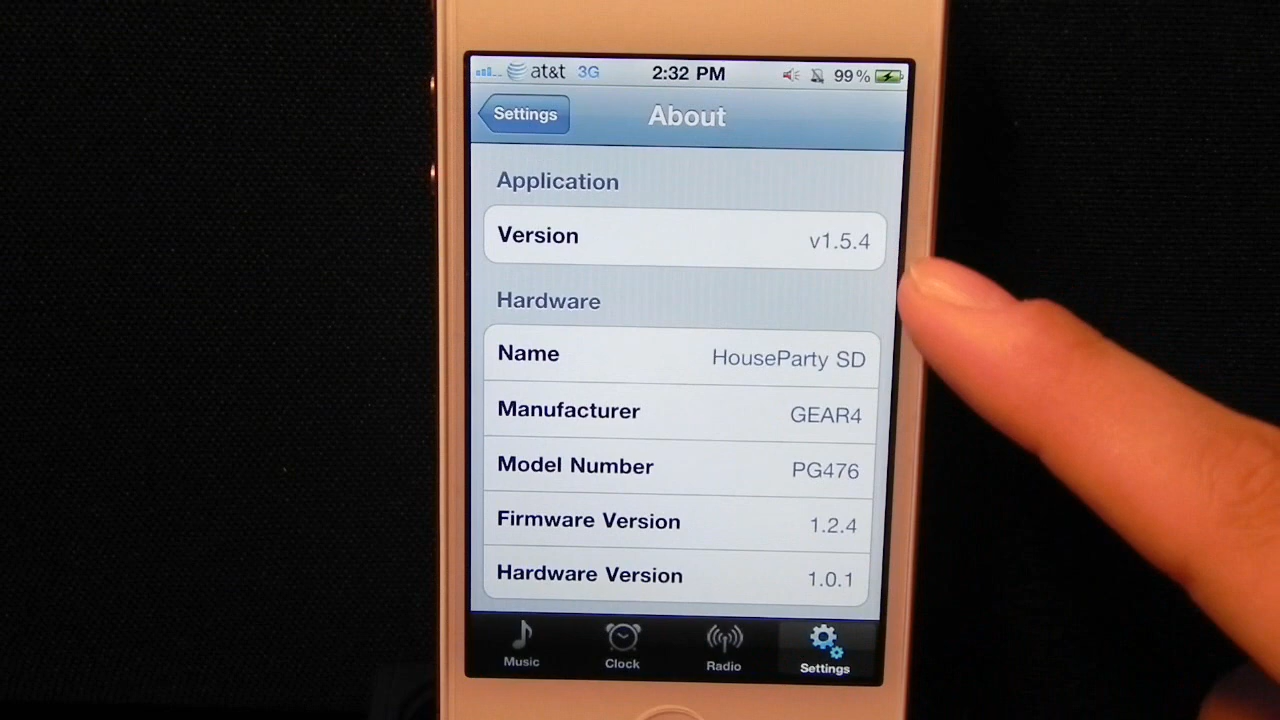 at&t 3G 2:32 PM 99%
Settings About
Application
Version v1.5.4
Hardware
Name HouseParty SD
Manufacturer GEAR4
Model Number PG476
Firmware Version 1.2.4
Hardware Version 1.0.1
Music Clock Radio Settings